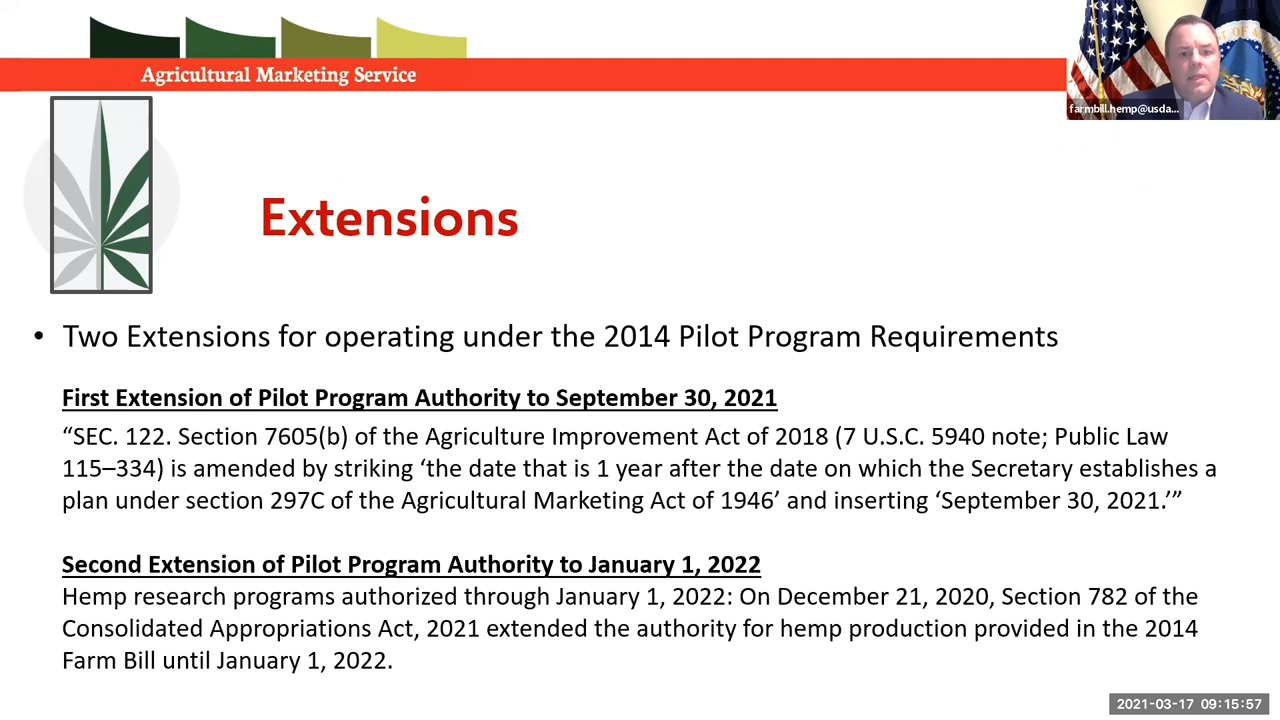 Agricultural Marketing Service
farmbill.hemp@usda...
Extensions
• Two Extensions for operating under the 2014 Pilot Program Requirements
First Extension of Pilot Program Authority to September 30, 2021
“SEC. 122. Section 7605(b) of the Agriculture Improvement Act of 2018 (7 U.S.C. 5940 note; Public Law
115–334) is amended by striking ‘the date that is 1 year after the date on which the Secretary establishes a
plan under section 297C of the Agricultural Marketing Act of 1946’ and inserting ‘September 30, 2021.’”
Second Extension of Pilot Program Authority to January 1, 2022
Hemp research programs authorized through January 1, 2022: On December 21, 2020, Section 782 of the
Consolidated Appropriations Act, 2021 extended the authority for hemp production provided in the 2014
Farm Bill until January 1, 2022.
2021-03-17 09:15:57